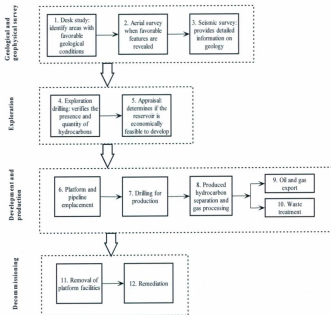 Geological and
geophysical survey
1. Desk study:
identify areas with
favorable
geological
conditions
2. Aerial survey
when favorable
features are
revealed
3. Seismic survey:
provides detailed
information on
geology
Exploration
4. Exploration
drilling: verifies the
presence and
quantity of
hydrocarbons
5. Appraisal:
determines if the
reservoir is
economically
feasible to develop
Development and
production
6. Platform and
pipeline
emplacement
7. Drilling for
production
8. Produced
hydrocarbon
separation and
gas processing
9. Oil and gas
export
10. Waste
treatment
Decommissioning
11. Removal of
platform facilities
12. Remediation